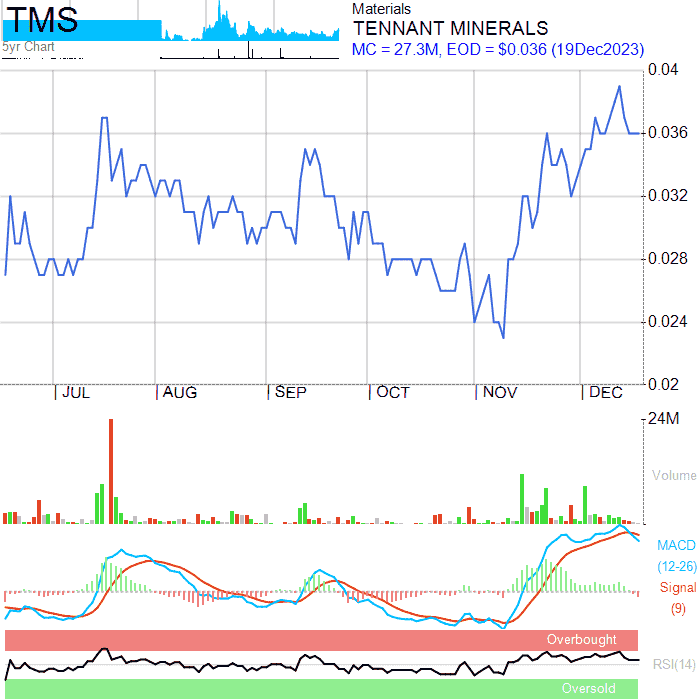 TMS
5yr Chart
Materials
TENNANT MINERALS
MC = 27.3M, EOD = $0.036 (19Dec2023)
0.04
0.036
0.032
0.028
0.024
0.02
JUL AUG SEP OCT NOV DEC
24M
Volume
MACD
(12-26)
Signal
(9)
Overbought
RSI(14)
Oversold